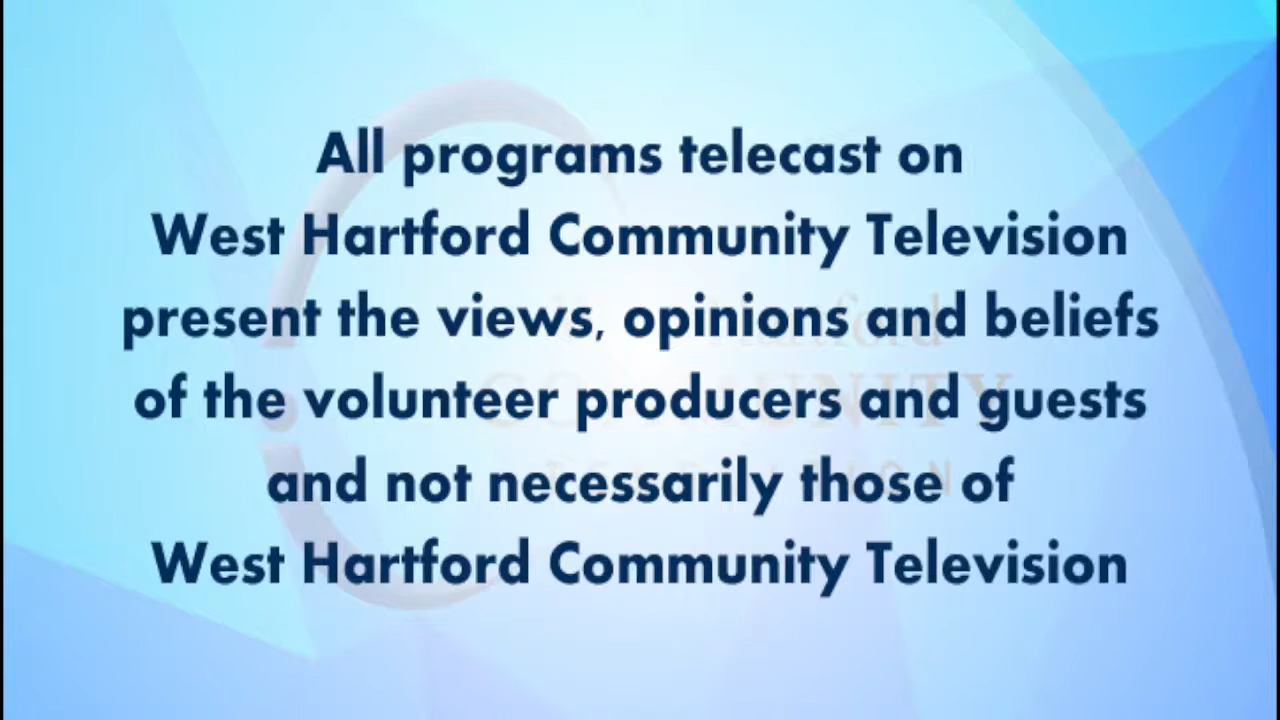 All programs telecast on
West Hartford Community Television
present the views, opinions and beliefs
of the volunteer producers and guests
and not necessarily those of
West Hartford Community Television